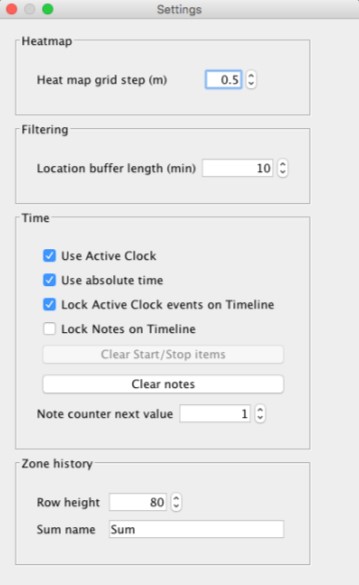 Settings
Heatmap
Heat map grid step (m) 0.5
Filtering
Location buffer length (min) 10
Time
Use Active Clock
Use absolute time
Lock Active Clock events on Timeline
Lock Notes on Timeline
Clear Start/Stop items
Clear notes
Note counter next value 1
Zone history
Row height 80
Sum name Sum